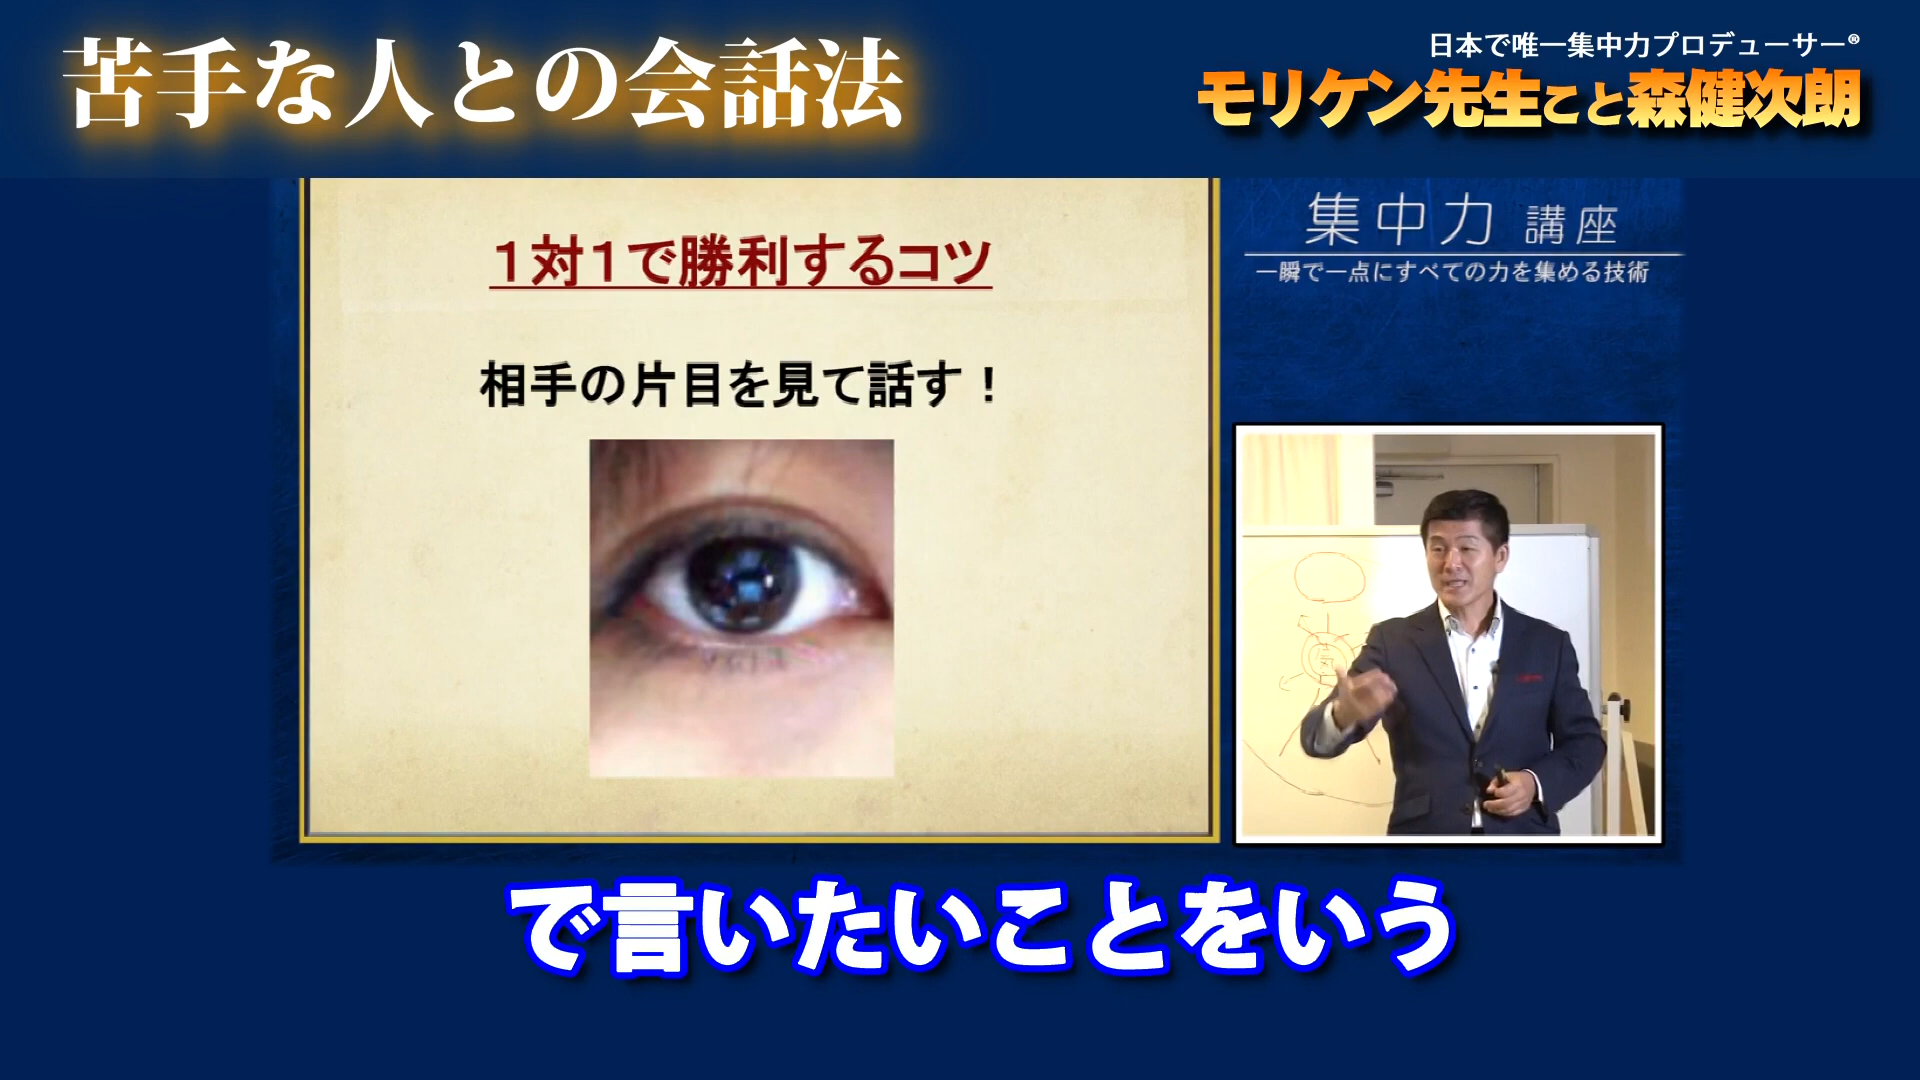 苦手な人との会話法
日本で唯一集中力プロデューサー®
モリケン先生こと森健次朗
集中力 講座
一瞬で一点にすべての力を集める技術
１対１で勝利するコツ
相手の片目を見て話す！
で言いたいことをいう